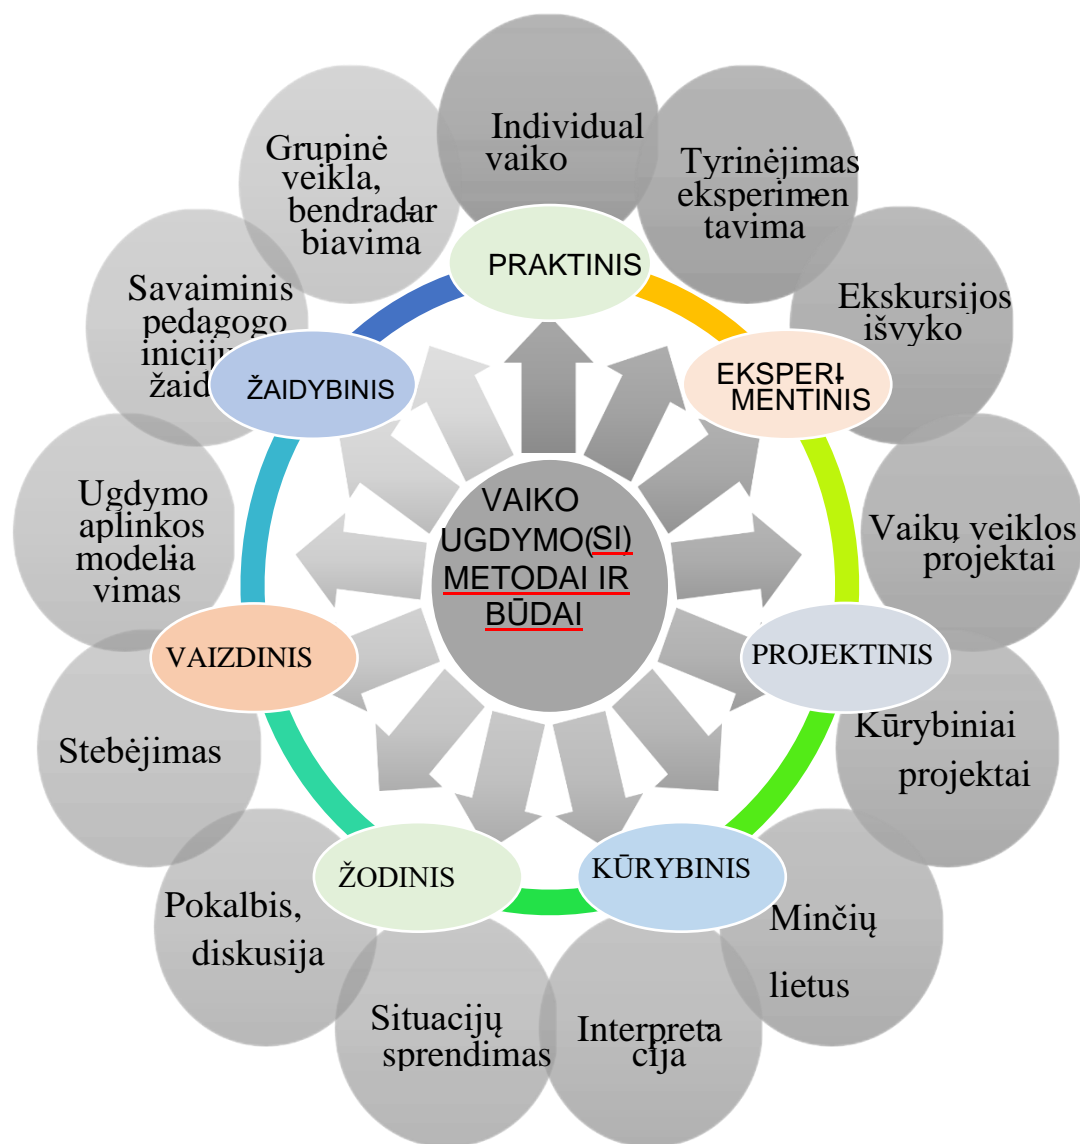 Individual
vaiko
Tyrinėjimas
eksperimen
tavima
Ekskursijos
išvyko
Vaikų veiklos
projektai
Kūrybiniai
projektai
Minčių
lietus
Interpreta-
cija
Situacijų
sprendimas
Pokalbis,
diskusija
Stebėjimas
Ugdymo
aplinkos
modelia-
vimas
Savaiminis
pedagogo
žaid
Grupinė
veikla,
bendradar-
biavima
PRAKTINIS
EKSPERI-
MENTINIS
PROJEKTINIS
KŪRYBINIS
ŽODINIS
VAIZDINIS
ŽAIDYBINIS
VAIKO
UGDYMO(SI)
METODAI IR
BŪDAI